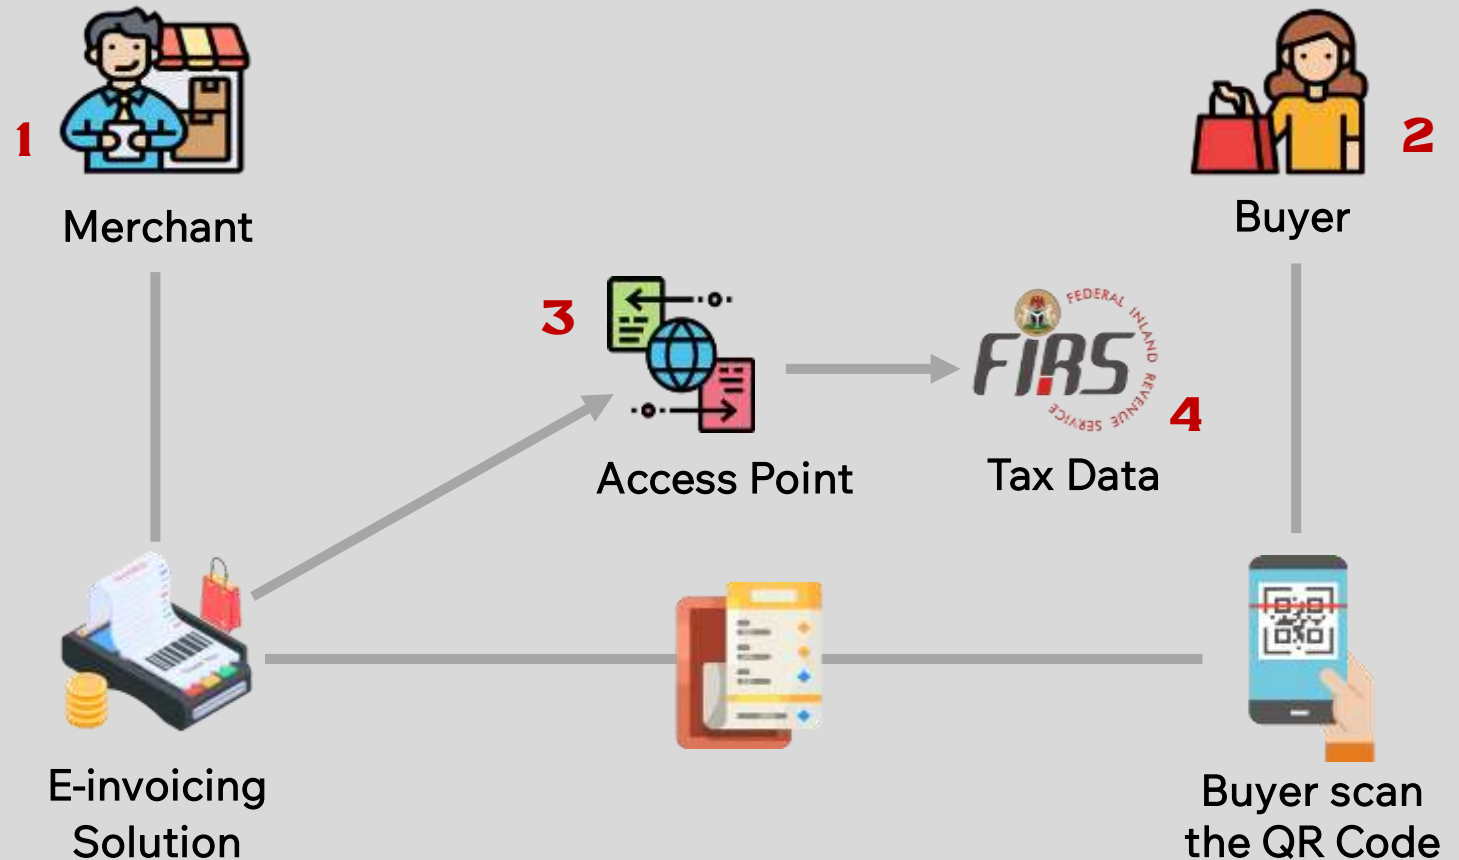 1
Merchant
2
Buyer
3
Access Point
FEDERAL INLAND REVENUE SERVICE
FIRS
4
Tax Data
E-invoicing
Solution
Buyer scan
the QR Code